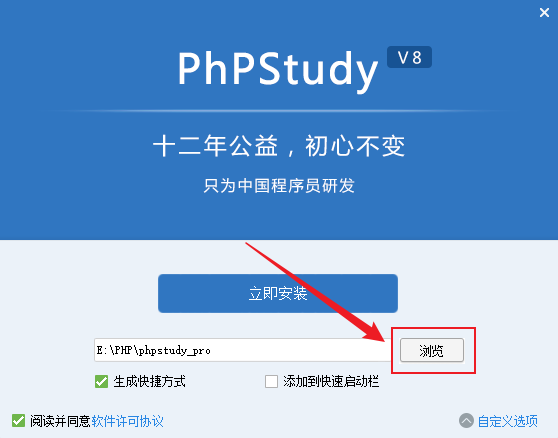 PhPStudy V8
十二年公益，初心不变
只为中国程序员研发
立即安装
E:\PHP\phpstudy_pro 浏览
生成快捷方式 添加到快速启动栏
阅读并同意软件许可协议 自定义选项